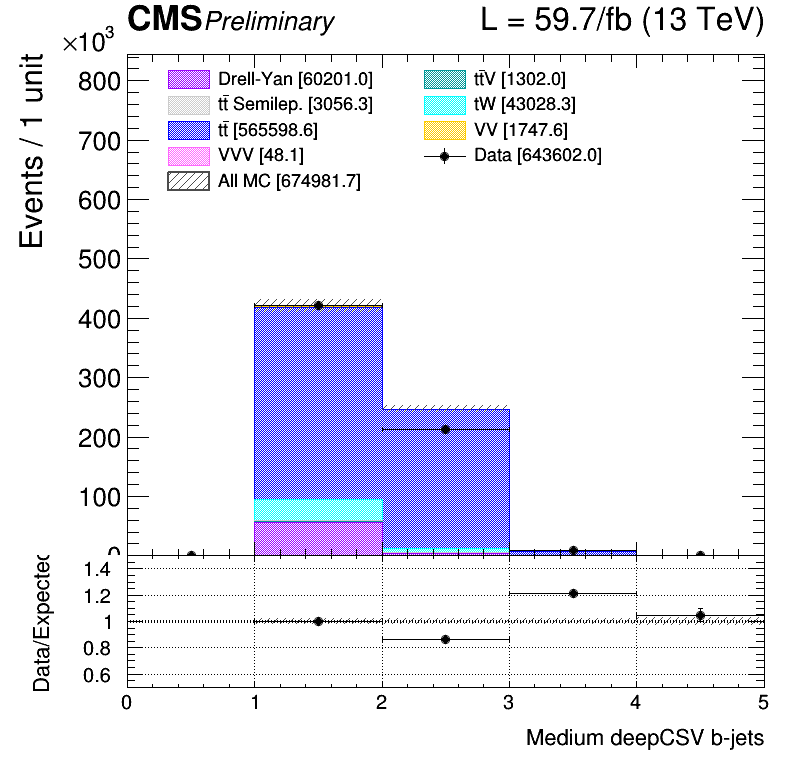 CMS Preliminary L = 59.7/fb (13 TeV)
×10³
Events / 1 unit
Drell-Yan [60201.0]
tt̄ Semilep. [3056.3]
tt̄ [565598.6]
VVV [48.1]
All MC [674981.7]
tt̄V [1302.0]
tW [43028.3]
VV [1747.6]
Data [643602.0]
800
700
600
500
400
300
200
100
0
Data/Expected
1.4
1.2
1
0.8
0.6
0 1 2 3 4 5
Medium deepCSV b-jets